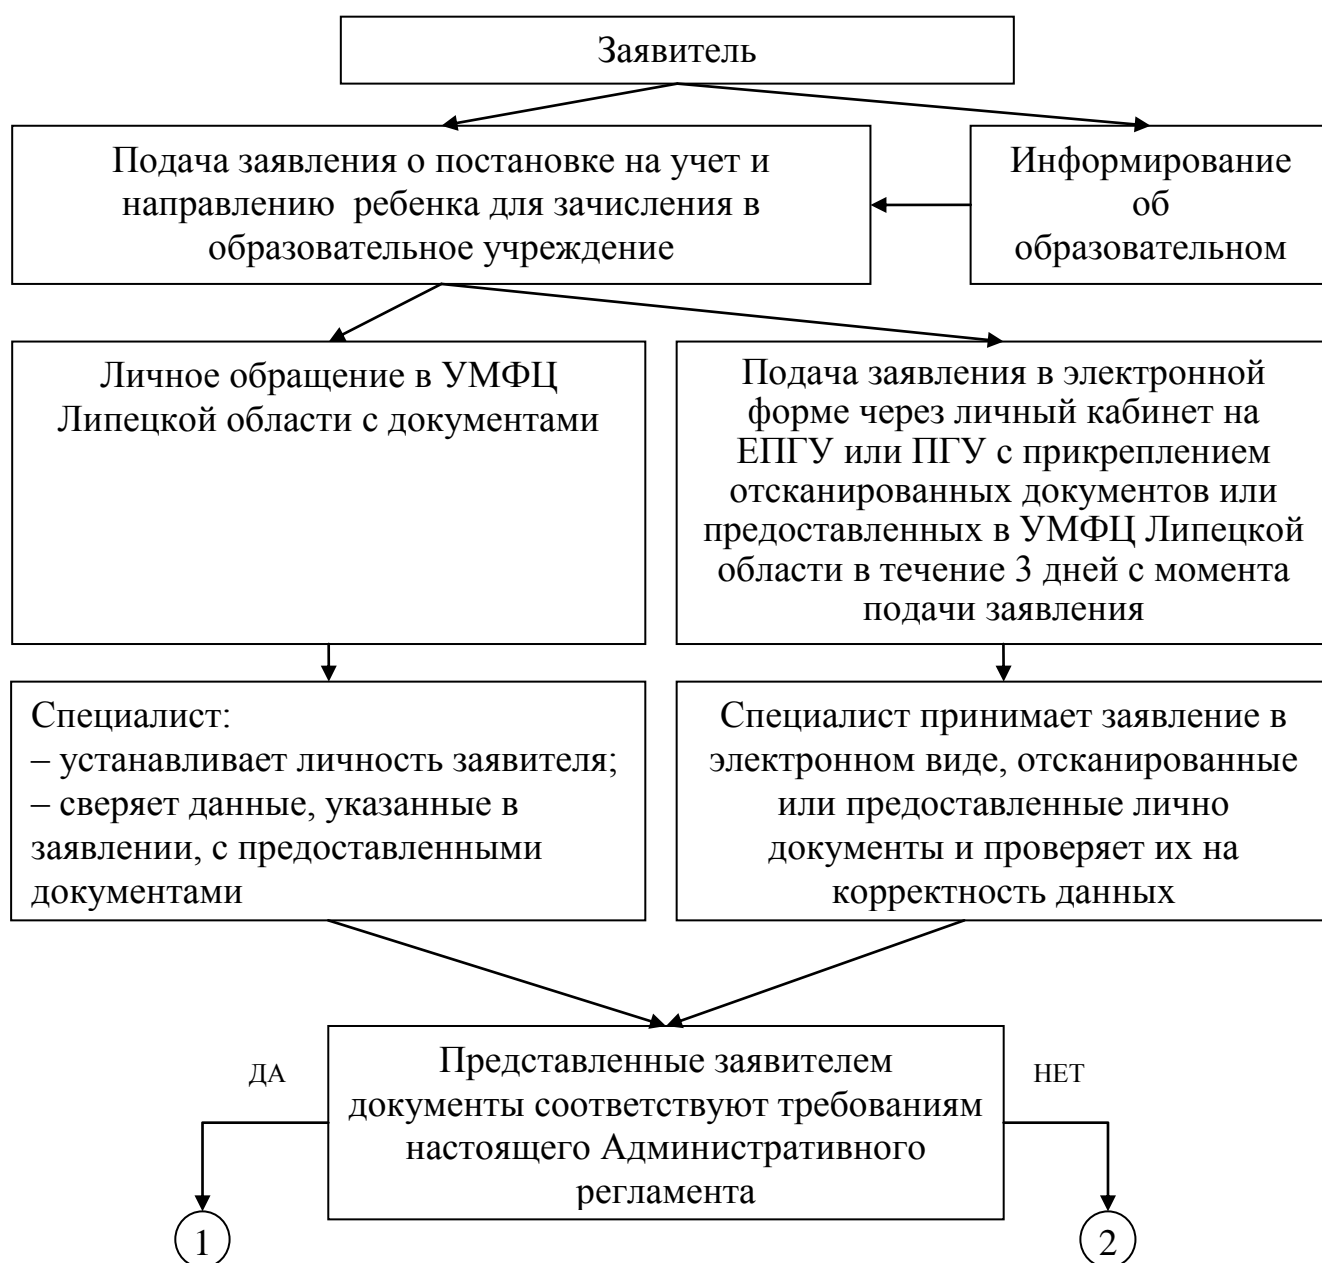 Заявитель
Подача заявления о постановке на учет и
направлению ребенка для зачисления в
образовательное учреждение
Информирование
об
образовательном
Личное обращение в УМФЦ
Липецкой области с документами
Подача заявления в электронной
форме через личный кабинет на
ЕПГУ или ПГУ с прикреплением
отсканированных документов или
предоставленных в УМФЦ Липецкой
области в течение 3 дней с момента
подачи заявления
Специалист:
– устанавливает личность заявителя;
– сверяет данные, указанные в
заявлении, с предоставленными
документами
Специалист принимает заявление в
электронном виде, отсканированные
или предоставленные лично
документы и проверяет их на
корректность данных
ДА
Представленные заявителем
документы соответствуют требованиям
настоящего Административного
регламента
НЕТ
1
2